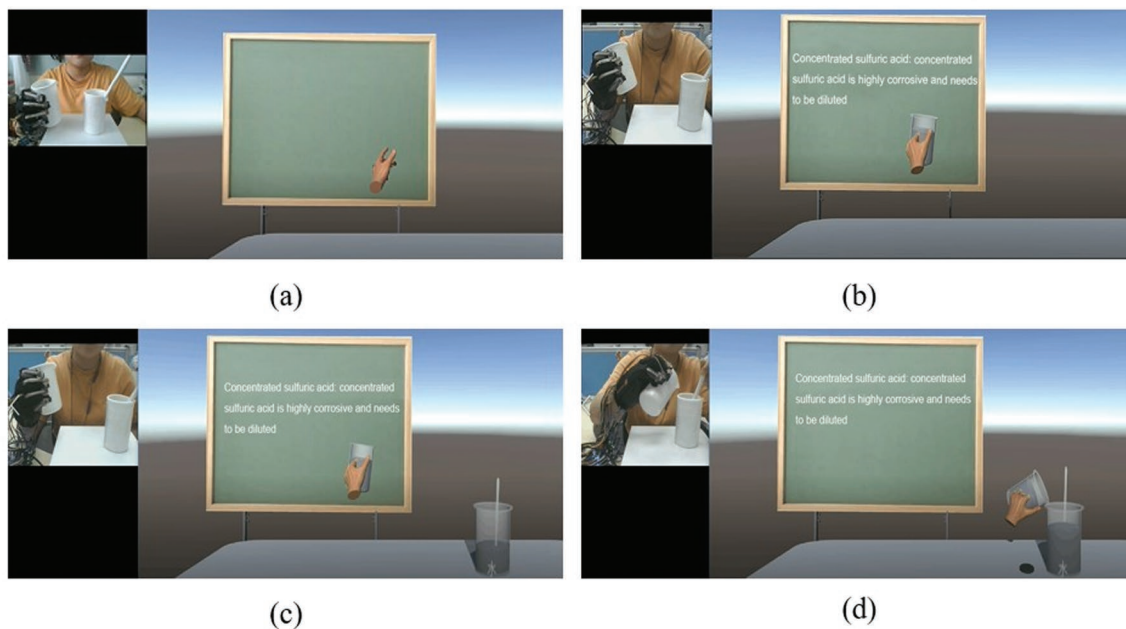 (a)
Concentrated sulfuric acid: concentrated
sulfuric acid is highly corrosive and needs
to be diluted
(b)
Concentrated sulfuric acid: concentrated
sulfuric acid is highly corrosive and needs
to be diluted
(c)
Concentrated sulfuric acid: concentrated
sulfuric acid is highly corrosive and needs
to be diluted
(d)